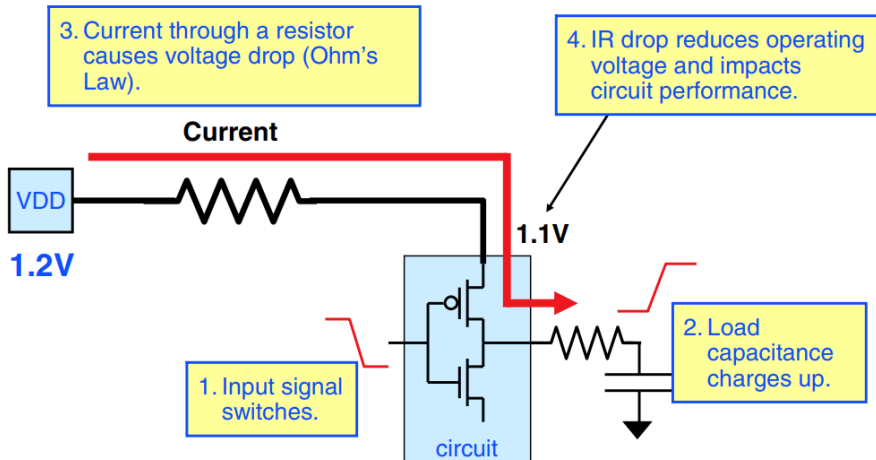 3. Current through a resistor
causes voltage drop (Ohm's
Law).
4. IR drop reduces operating
voltage and impacts
circuit performance.
Current
VDD
1.2V
1.1V
1. Input signal
switches.
2. Load
capacitance
charges up.
circuit